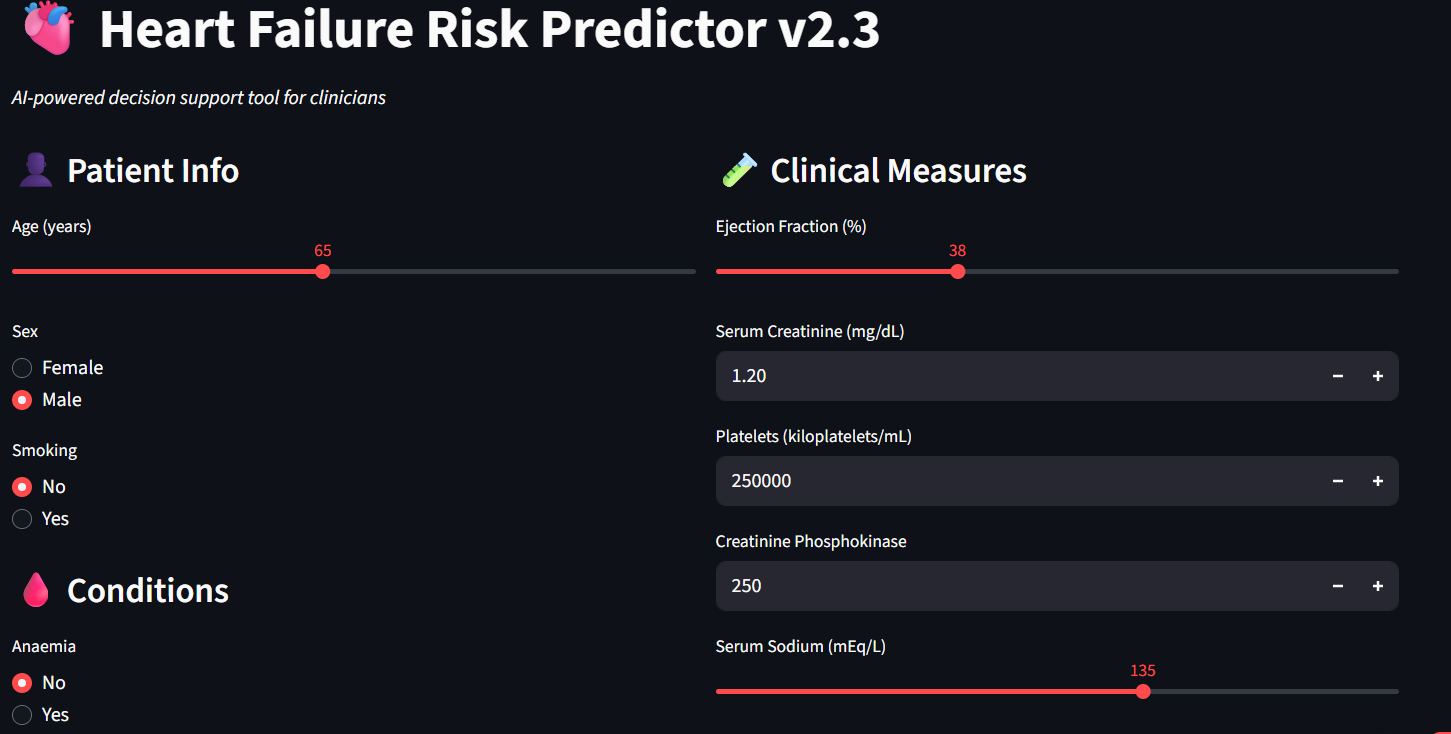 Heart Failure Risk Predictor v2.3
AI-powered decision support tool for clinicians
Patient Info
Age (years)
65
Sex
Female
Male
Smoking
No
Yes
Conditions
Anaemia
No
Yes
Clinical Measures
Ejection Fraction (%)
38
Serum Creatinine (mg/dL)
1.20
Platelets (kiloplatelets/mL)
250000
Creatinine Phosphokinase
250
Serum Sodium (mEq/L)
135